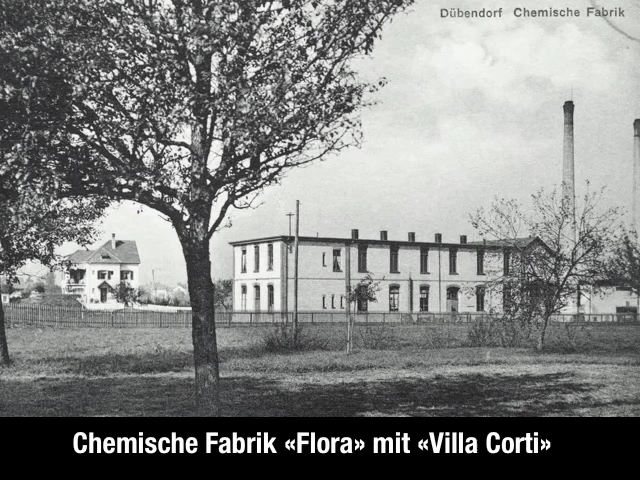 Dübendorf Chemische Fabrik
Chemische Fabrik «Flora» mit «Villa Corti»